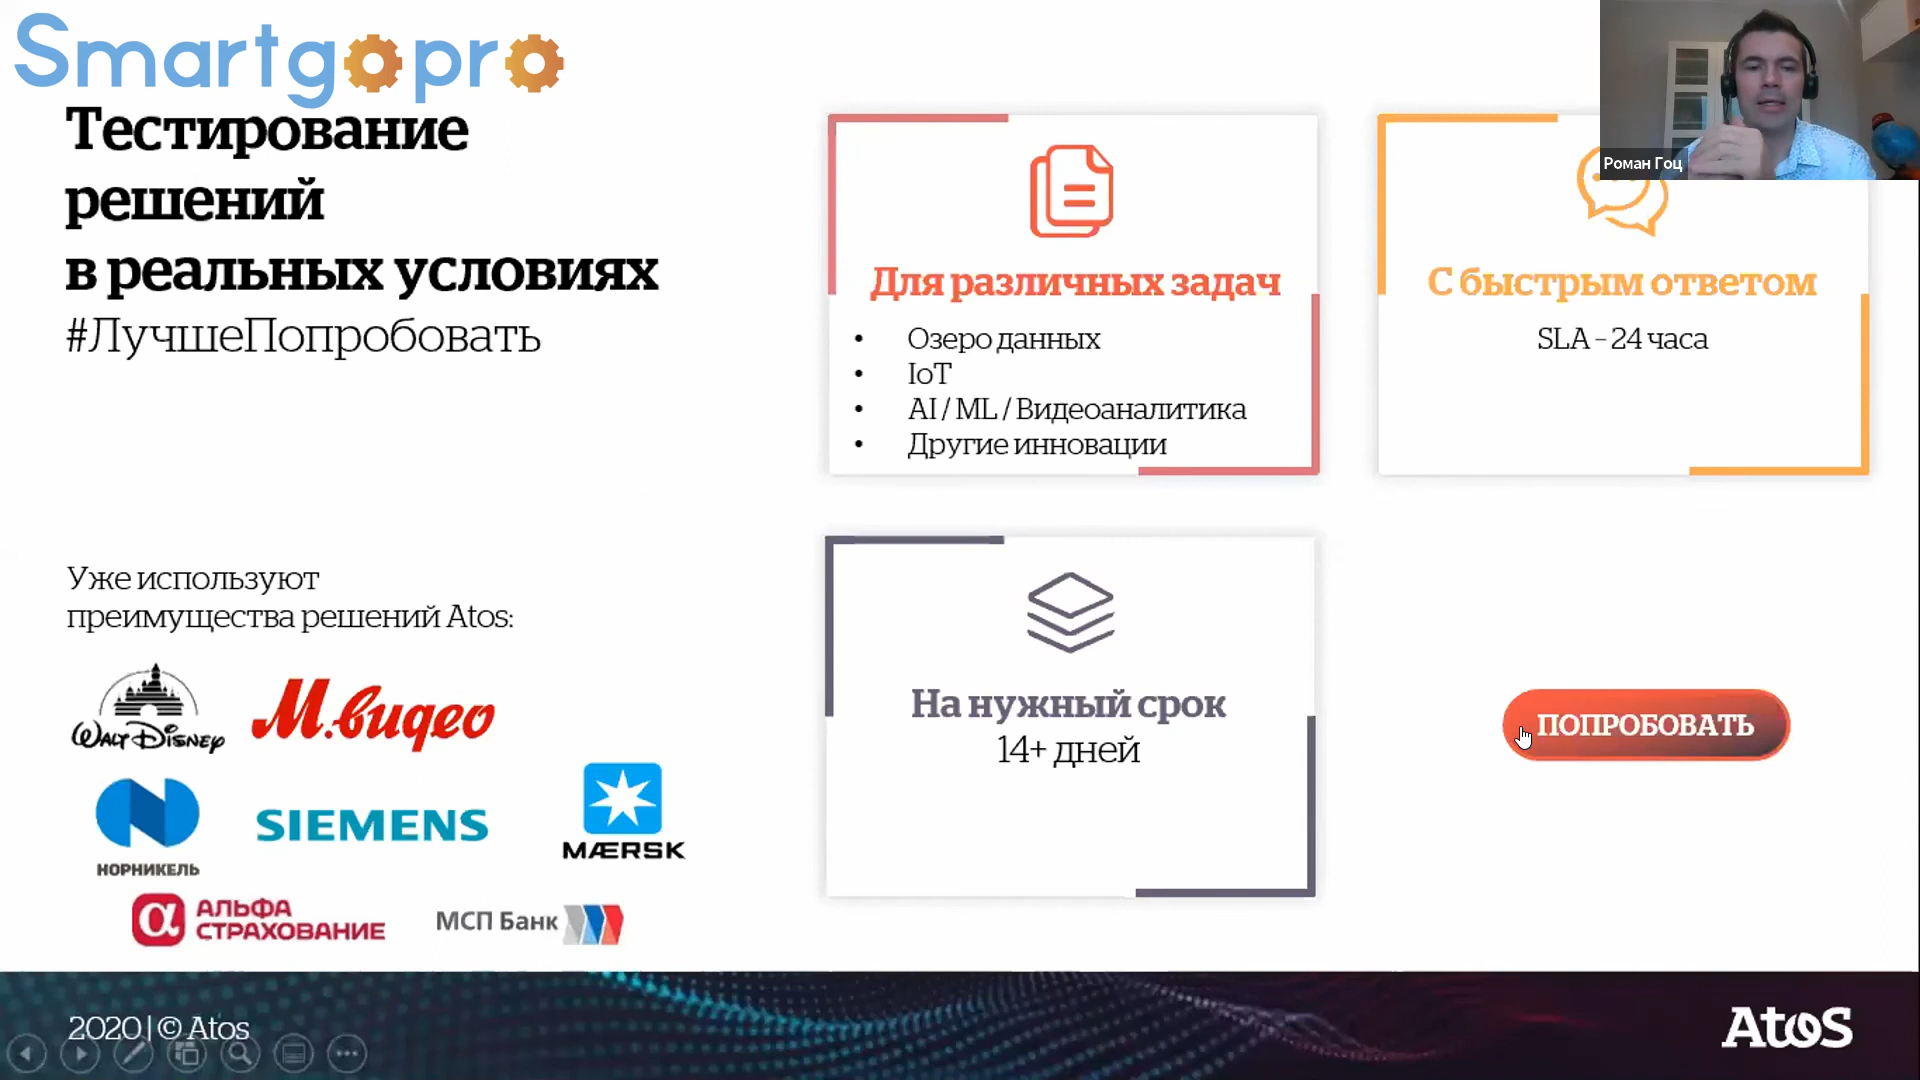 Smartgopro
Роман Гоц
Тестирование
решений
в реальных условиях
#ЛучшеПопробовать
Для различных задач
• Озеро данных
• IoT
• AI / ML / Видеоаналитика
• Другие инновации
С быстрым ответом
SLA – 24 часа
Уже используют
преимущества решений Atos:
WALT DISNEY
М.видео
НОРНИКЕЛЬ
SIEMENS
MÆRSK
АЛЬФА
СТРАХОВАНИЕ
МСП Банк
На нужный срок
14+ дней
ПОПРОБОВАТЬ
2020 | © Atos
Atos